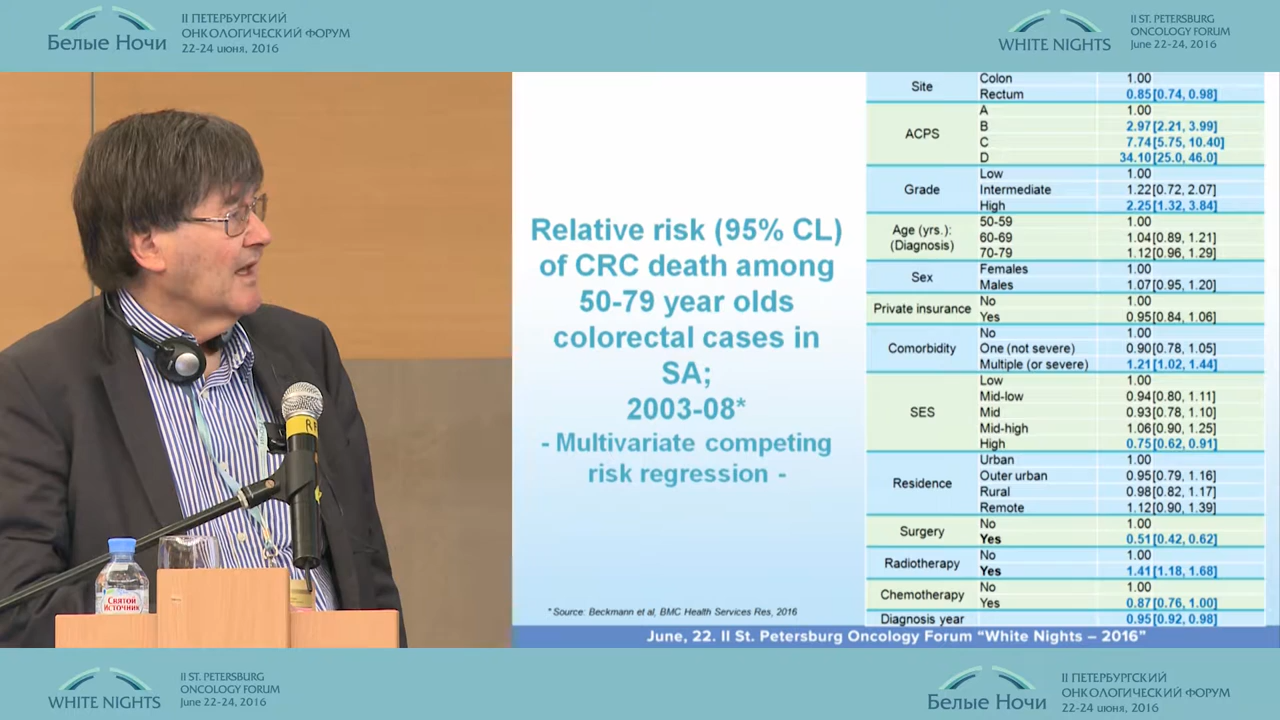 II ПЕТЕРБУРГСКИЙ
ОНКОЛОГИЧЕСКИЙ ФОРУМ
Белые Ночи
22-24 июня, 2016
II ST. PETERSBURG
ONCOLOGY FORUM
WHITE NIGHTS
June 22-24, 2016
Relative risk (95% CL)
of CRC death among
50-79 year olds
colorectal cases in
SA;
2003-08*
- Multivariate competing
risk regression -
* Source: Beckmann et al, BMC Health Services Res, 2016
Site Colon 1.00
Rectum 0.85 [0.74, 0.98]
ACPS A 1.00
B 2.97 [2.21, 3.99]
C 7.74 [5.75, 10.40]
D 34.10 [25.0, 46.0]
Grade Low 1.00
Intermediate 1.22 [0.72, 2.07]
High 2.25 [1.32, 3.84]
Age (yrs.): (Diagnosis) 50-59 1.00
60-69 1.04 [0.89, 1.21]
70-79 1.12 [0.96, 1.29]
Sex Females 1.00
Males 1.07 [0.95, 1.20]
Private insurance No 1.00
Yes 0.95 [0.84, 1.06]
Comorbidity No 1.00
One (not severe) 0.90 [0.78, 1.05]
Multiple (or severe) 1.21 [1.02, 1.44]
SES Low 1.00
Mid-low 0.94 [0.80, 1.11]
Mid 0.93 [0.78, 1.10]
Mid-high 1.06 [0.90, 1.25]
High 0.75 [0.62, 0.91]
Residence Urban 1.00
Outer urban 0.95 [0.79, 1.16]
Rural 0.98 [0.82, 1.17]
Remote 1.12 [0.90, 1.39]
Surgery No 1.00
Yes 0.51 [0.42, 0.62]
Radiotherapy No 1.00
Yes 1.41 [1.18, 1.68]
Chemotherapy No 1.00
Yes 0.87 [0.76, 1.00]
Diagnosis year 0.95 [0.92, 0.98]
June, 22. II St. Petersburg Oncology Forum “White Nights – 2016”
СВЯТОЙ
ИСТОЧНИК
II ST. PETERSBURG
ONCOLOGY FORUM
WHITE NIGHTS
June 22-24, 2016
II ПЕТЕРБУРГСКИЙ
ОНКОЛОГИЧЕСКИЙ ФОРУМ
Белые Ночи
22-24 июня, 2016